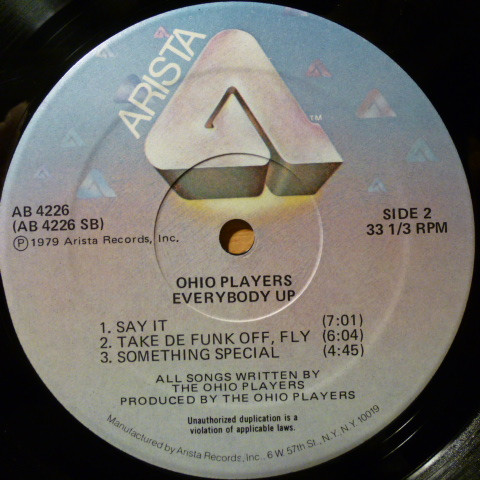 ARISTA
TM
AB 4226
(AB 4226 SB)
Ⓟ 1979 Arista Records, Inc.
SIDE 2
33 1/3 RPM
OHIO PLAYERS
EVERYBODY UP
1. SAY IT (7:01)
2. TAKE DE FUNK OFF, FLY (6:04)
3. SOMETHING SPECIAL (4:45)
ALL SONGS WRITTEN BY
THE OHIO PLAYERS
PRODUCED BY THE OHIO PLAYERS
Unauthorized duplication is a
violation of applicable laws.
Manufactured by Arista Records, Inc., 6 W. 57th St., N.Y., N.Y. 10019